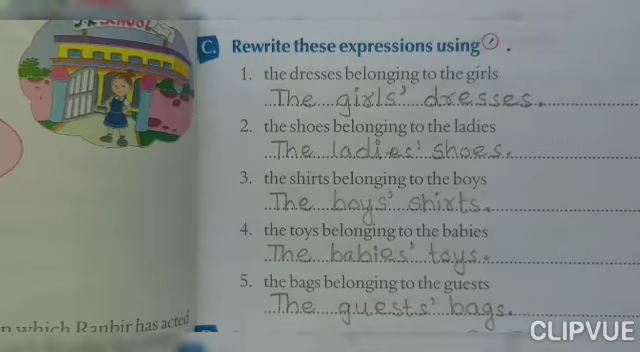 SCHOOL
C. Rewrite these expressions using ' .
1. the dresses belonging to the girls
The girls' dresses.
2. the shoes belonging to the ladies
The ladies' shoes.
3. the shirts belonging to the boys
The boys' shirts.
4. the toys belonging to the babies
The babies' toys.
5. the bags belonging to the guests
The guests' bags.
n which Ranbir has acted
CLIPVUE